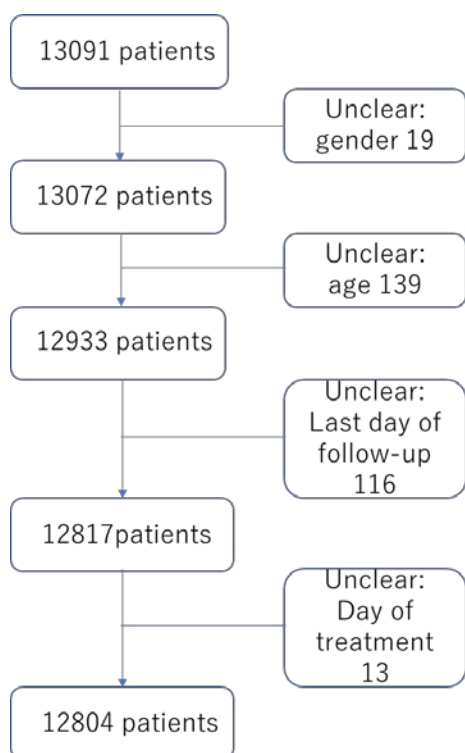 13091 patients
Unclear:
gender 19
13072 patients
Unclear:
age 139
12933 patients
Unclear:
Last day of
follow-up
116
12817patients
Unclear:
Day of
treatment
13
12804 patients